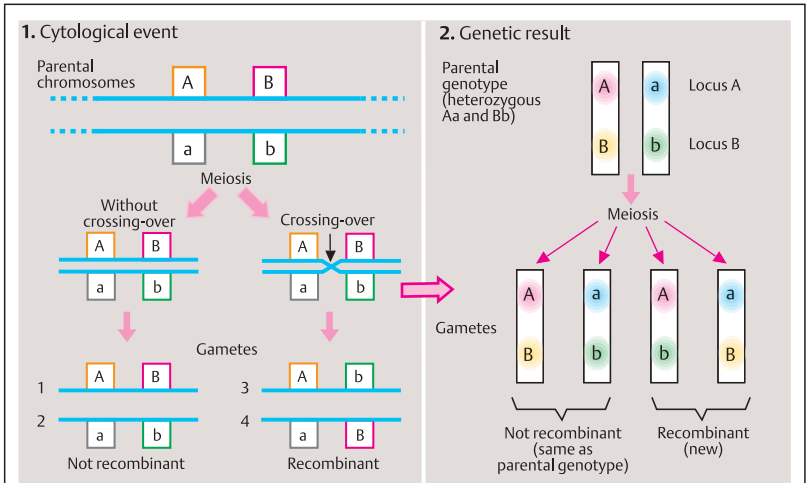 1. Cytological event
Parental
chromosomes
A
B
a
b
Meiosis
Without
crossing-over
Crossing-over
A
B
A
B
a
b
a
b
Gametes
1
A
B
3
A
b
2
a
b
4
a
B
Not recombinant
Recombinant
2. Genetic result
Parental
genotype
(heterozygous
Aa and Bb)
A
a
Locus A
B
b
Locus B
Meiosis
Gametes
A
a
A
a
B
b
b
B
Not recombinant
(same as
parental genotype)
Recombinant
(new)